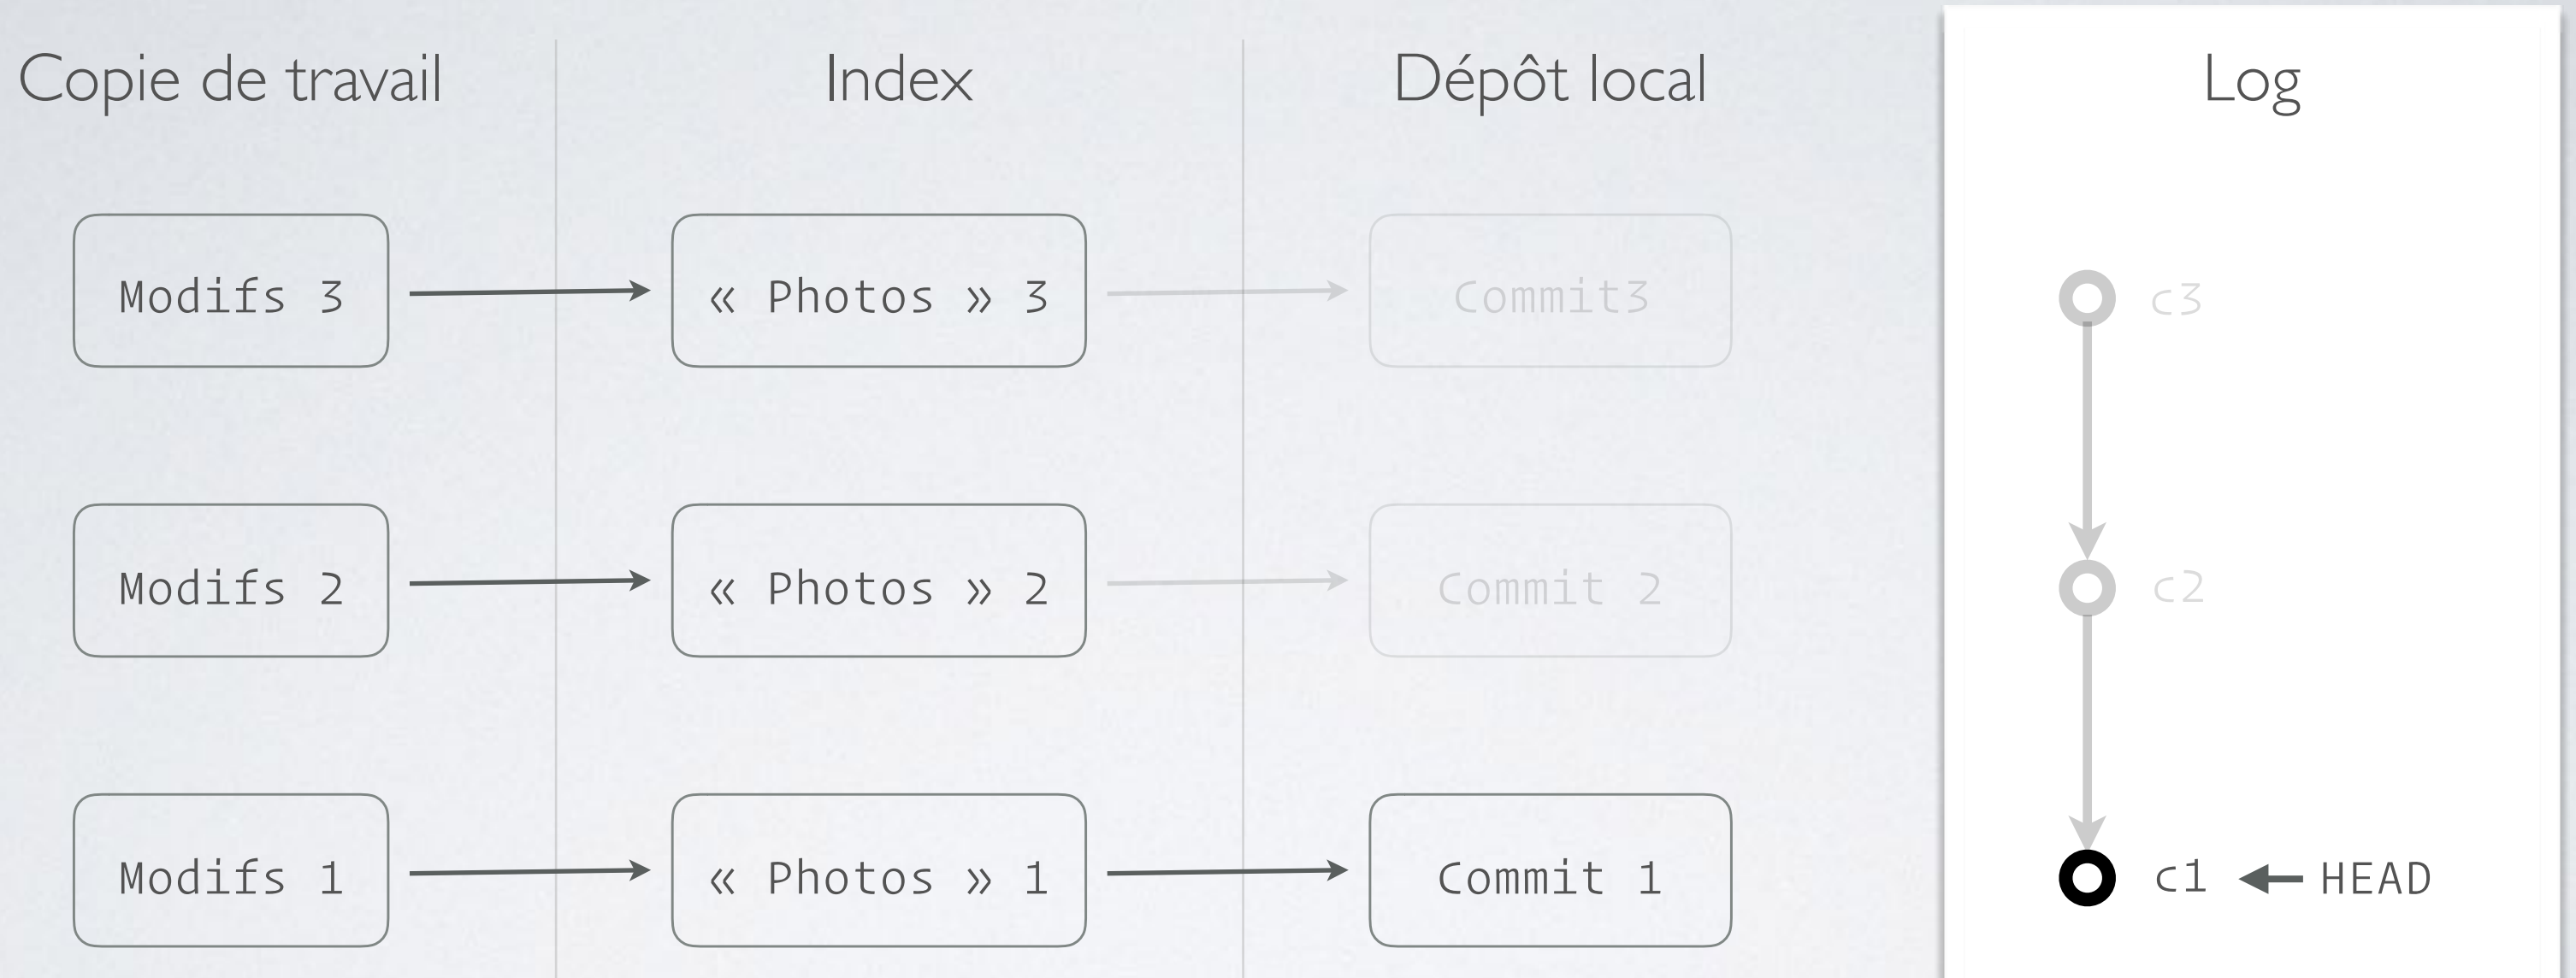 Copie de travail
Index
Dépôt local
Log
Modifs 3
« Photos » 3
Commit3
c3
Modifs 2
« Photos » 2
Commit 2
c2
Modifs 1
« Photos » 1
Commit 1
c1
HEAD